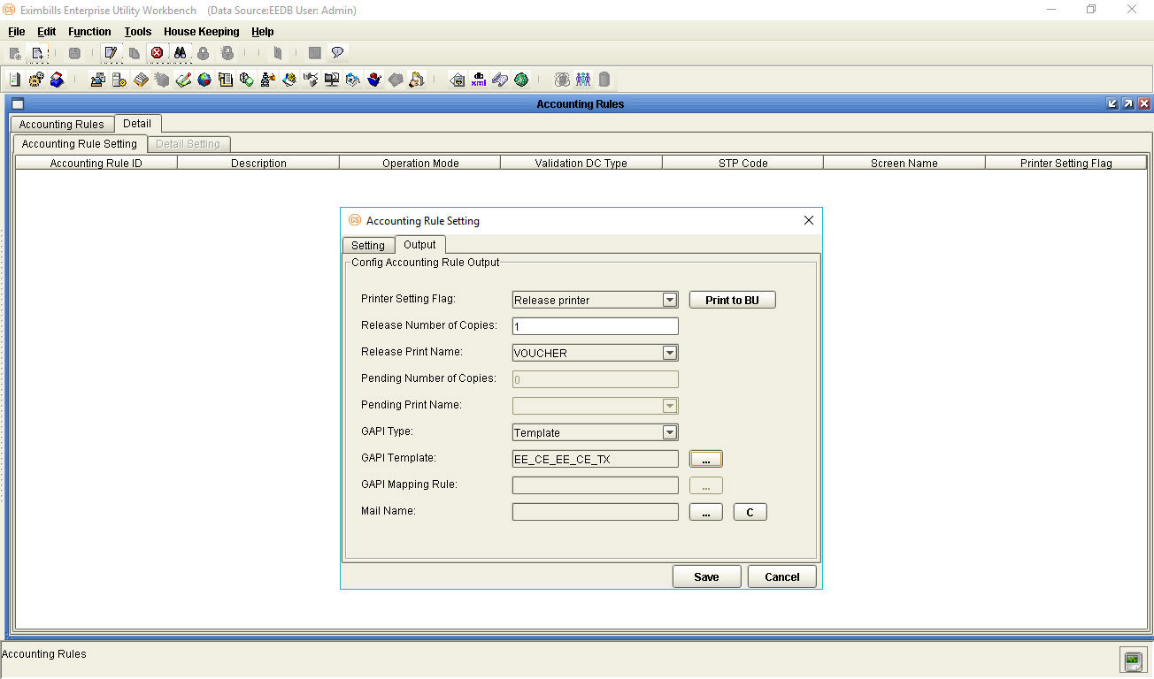 Eximbills Enterprise Utility Workbench (Data Source:EEDB User: Admin)
File Edit Function Tools House Keeping Help
Accounting Rules
Accounting Rules Detail
Accounting Rule Setting Detail Setting
Accounting Rule ID Description Operation Mode Validation DC Type STP Code Screen Name Printer Setting Flag
Accounting Rule Setting
Setting Output
Config Accounting Rule Output
Printer Setting Flag: Release printer Print to BU
Release Number of Copies: 1
Release Print Name: VOUCHER
Pending Number of Copies: 0
Pending Print Name:
GAPI Type: Template
GAPI Template: EE_CE_EE_CE_TX ...
GAPI Mapping Rule: ...
Mail Name: ... C
Save Cancel
Accounting Rules